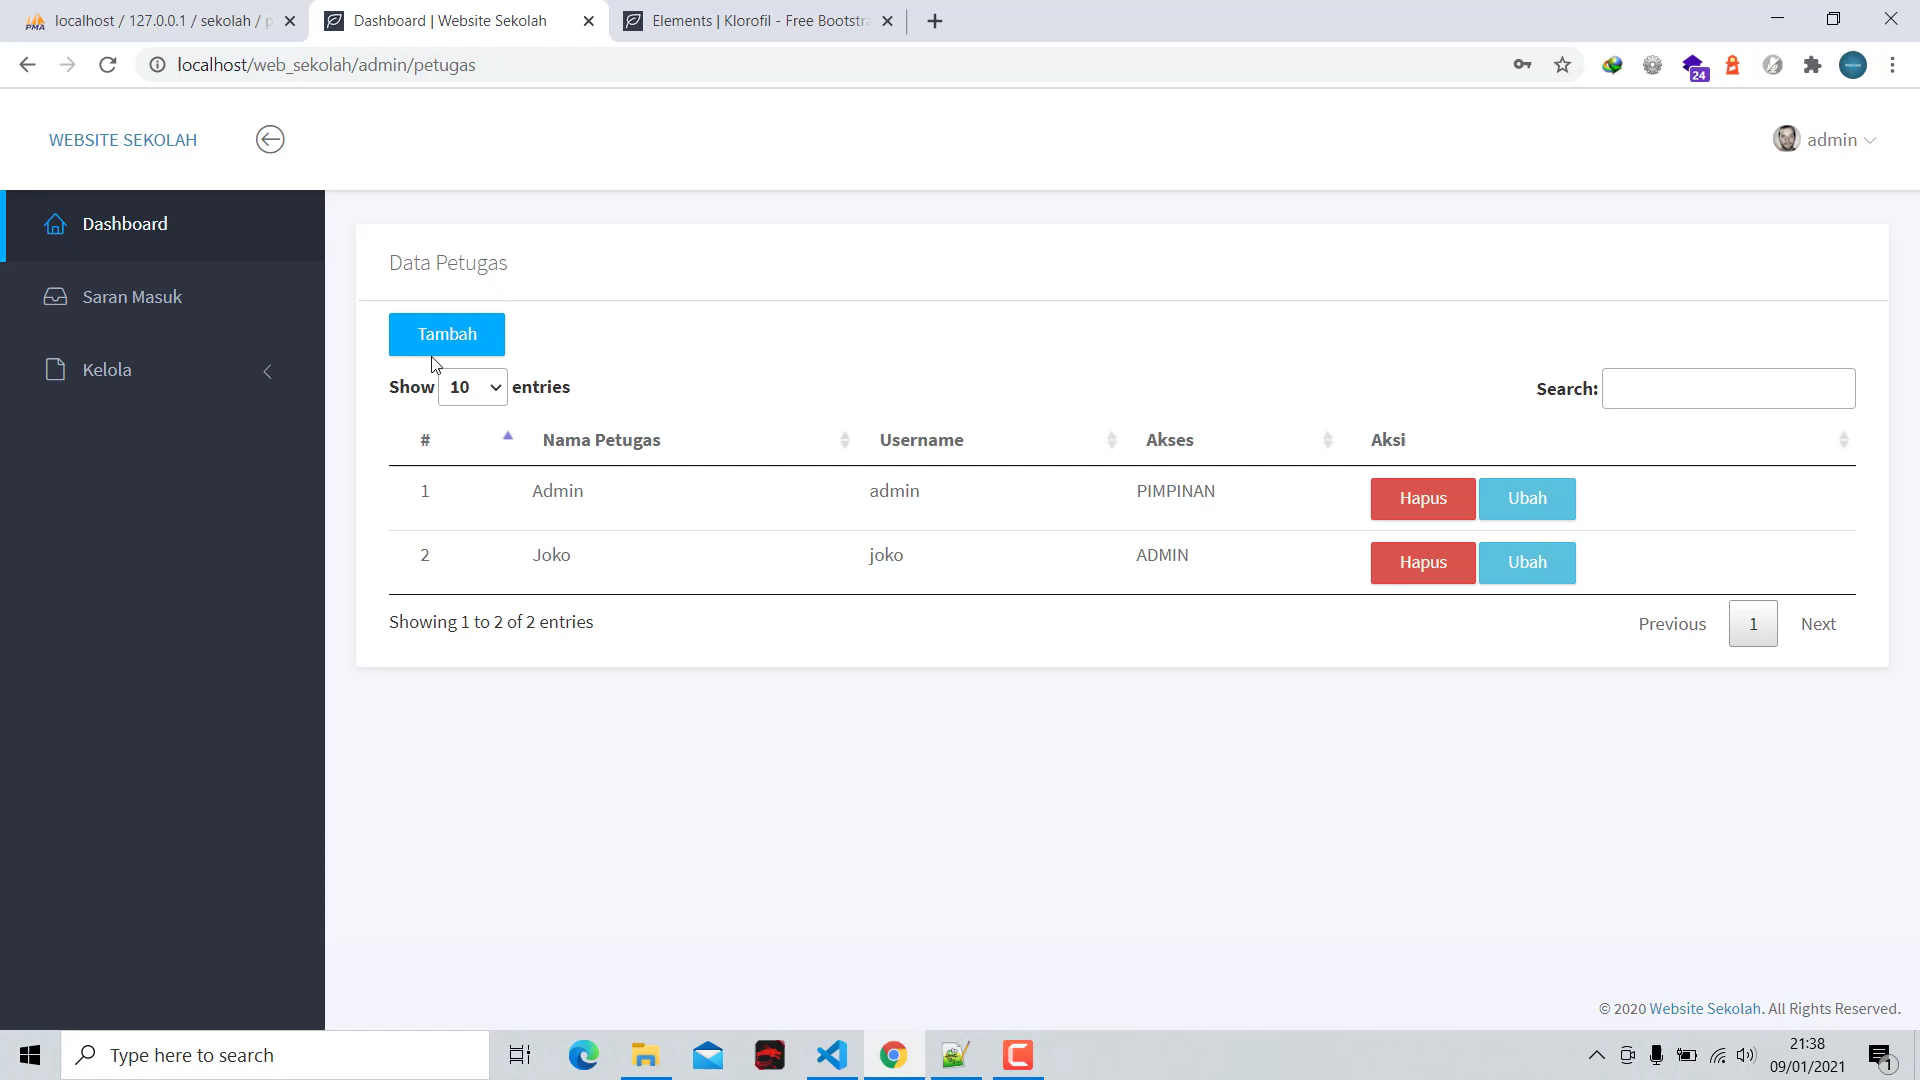 localhost / 127.0.0.1 / sekolah / p
Dashboard | Website Sekolah
Elements | Klorofil - Free Bootstra
localhost/web_sekolah/admin/petugas
24
WEBSITE SEKOLAH
admin
Dashboard
Saran Masuk
Kelola
Data Petugas
Tambah
Show 10 entries
Search:
# Nama Petugas Username Akses Aksi
1 Admin admin PIMPINAN Hapus Ubah
2 Joko joko ADMIN Hapus Ubah
Showing 1 to 2 of 2 entries
Previous 1 Next
© 2020 Website Sekolah. All Rights Reserved.
Type here to search
21:38
09/01/2021
1